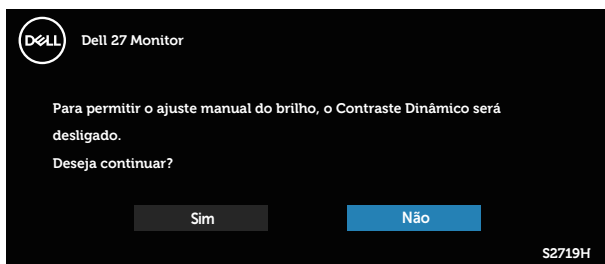 DELL
Dell 27 Monitor
Para permitir o ajuste manual do brilho, o Contraste Dinâmico será
desligado.
Deseja continuar?
Sim Não
S2719H